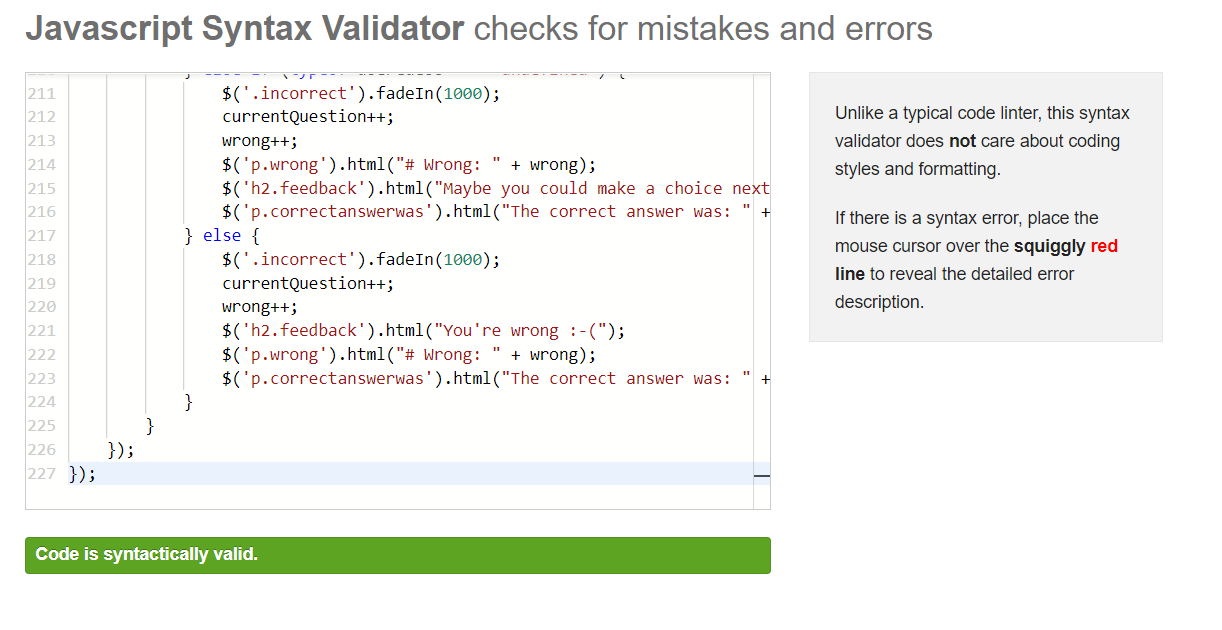 Javascript Syntax Validator checks for mistakes and errors
211 $('.incorrect').fadeIn(1000);
212 currentQuestion++;
213 wrong++;
214 $('p.wrong').html("# Wrong: " + wrong);
215 $('h2.feedback').html("Maybe you could make a choice next
216 $('p.correctanswerwas').html("The correct answer was: " +
217 } else {
218 $('.incorrect').fadeIn(1000);
219 currentQuestion++;
220 wrong++;
221 $('h2.feedback').html("You're wrong :-(");
222 $('p.wrong').html("# Wrong: " + wrong);
223 $('p.correctanswerwas').html("The correct answer was: " +
224 }
225 }
226 });
227 });
Code is syntactically valid.
Unlike a typical code linter, this syntax
validator does not care about coding
styles and formatting.
If there is a syntax error, place the
mouse cursor over the squiggly red
line to reveal the detailed error
description.